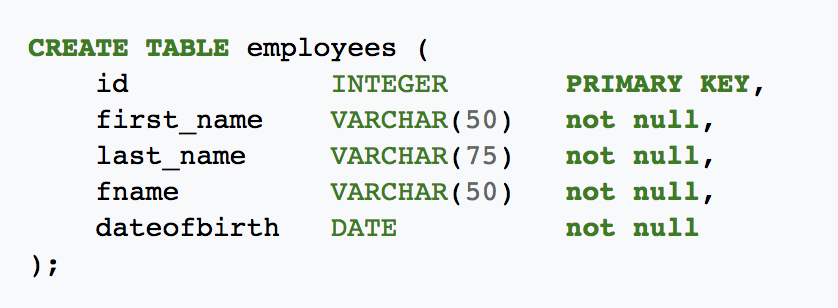 CREATE TABLE employees (
id INTEGER PRIMARY KEY,
first_name VARCHAR(50) not null,
last_name VARCHAR(75) not null,
fname VARCHAR(50) not null,
dateofbirth DATE not null
);